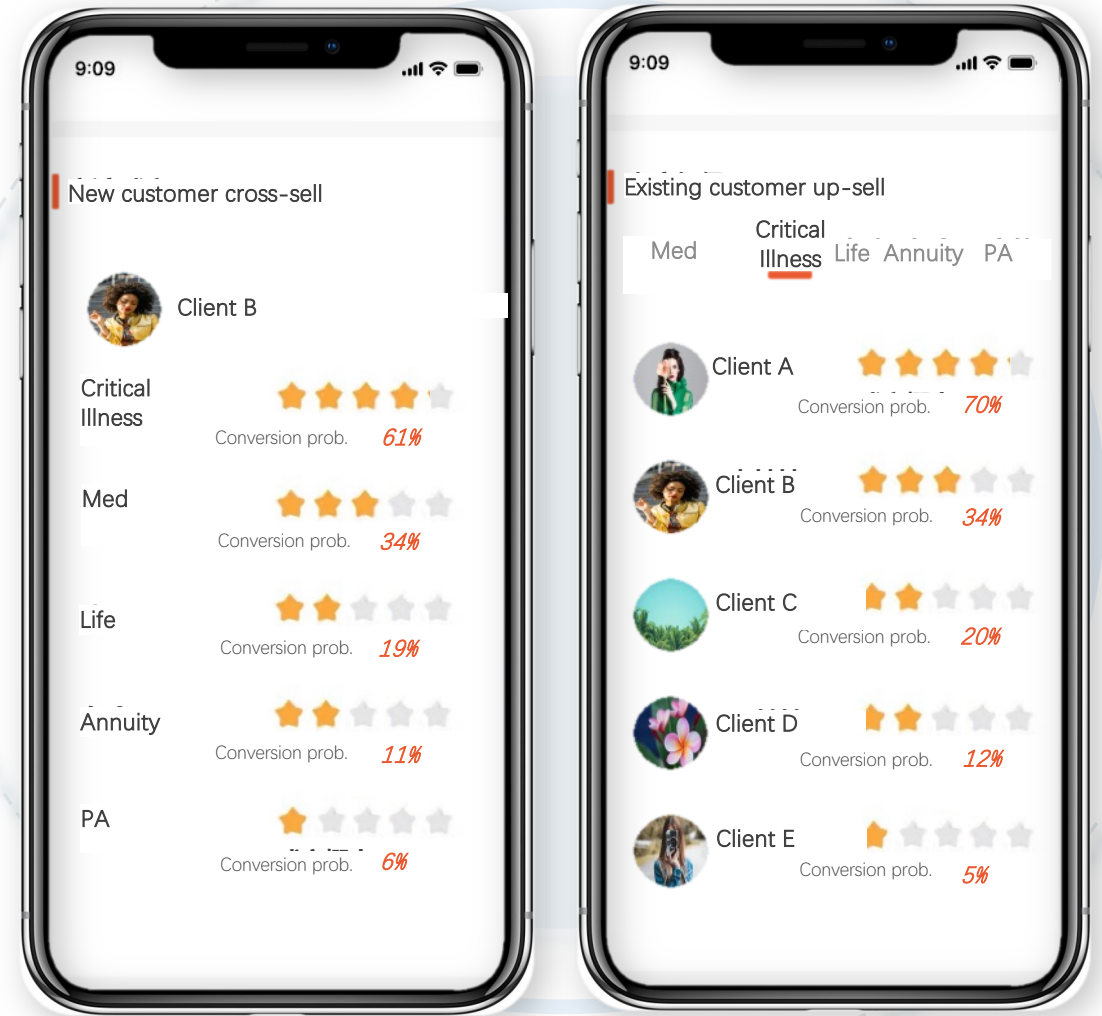 9:09
New customer cross-sell
Client B
Critical
Illness
Conversion prob. 61%
Med
Conversion prob. 34%
Life
Conversion prob. 19%
Annuity
Conversion prob. 11%
PA
Conversion prob. 6%
9:09
Existing customer up-sell
Med Critical Illness Life Annuity PA
Client A
Conversion prob. 70%
Client B
Conversion prob. 34%
Client C
Conversion prob. 20%
Client D
Conversion prob. 12%
Client E
Conversion prob. 5%